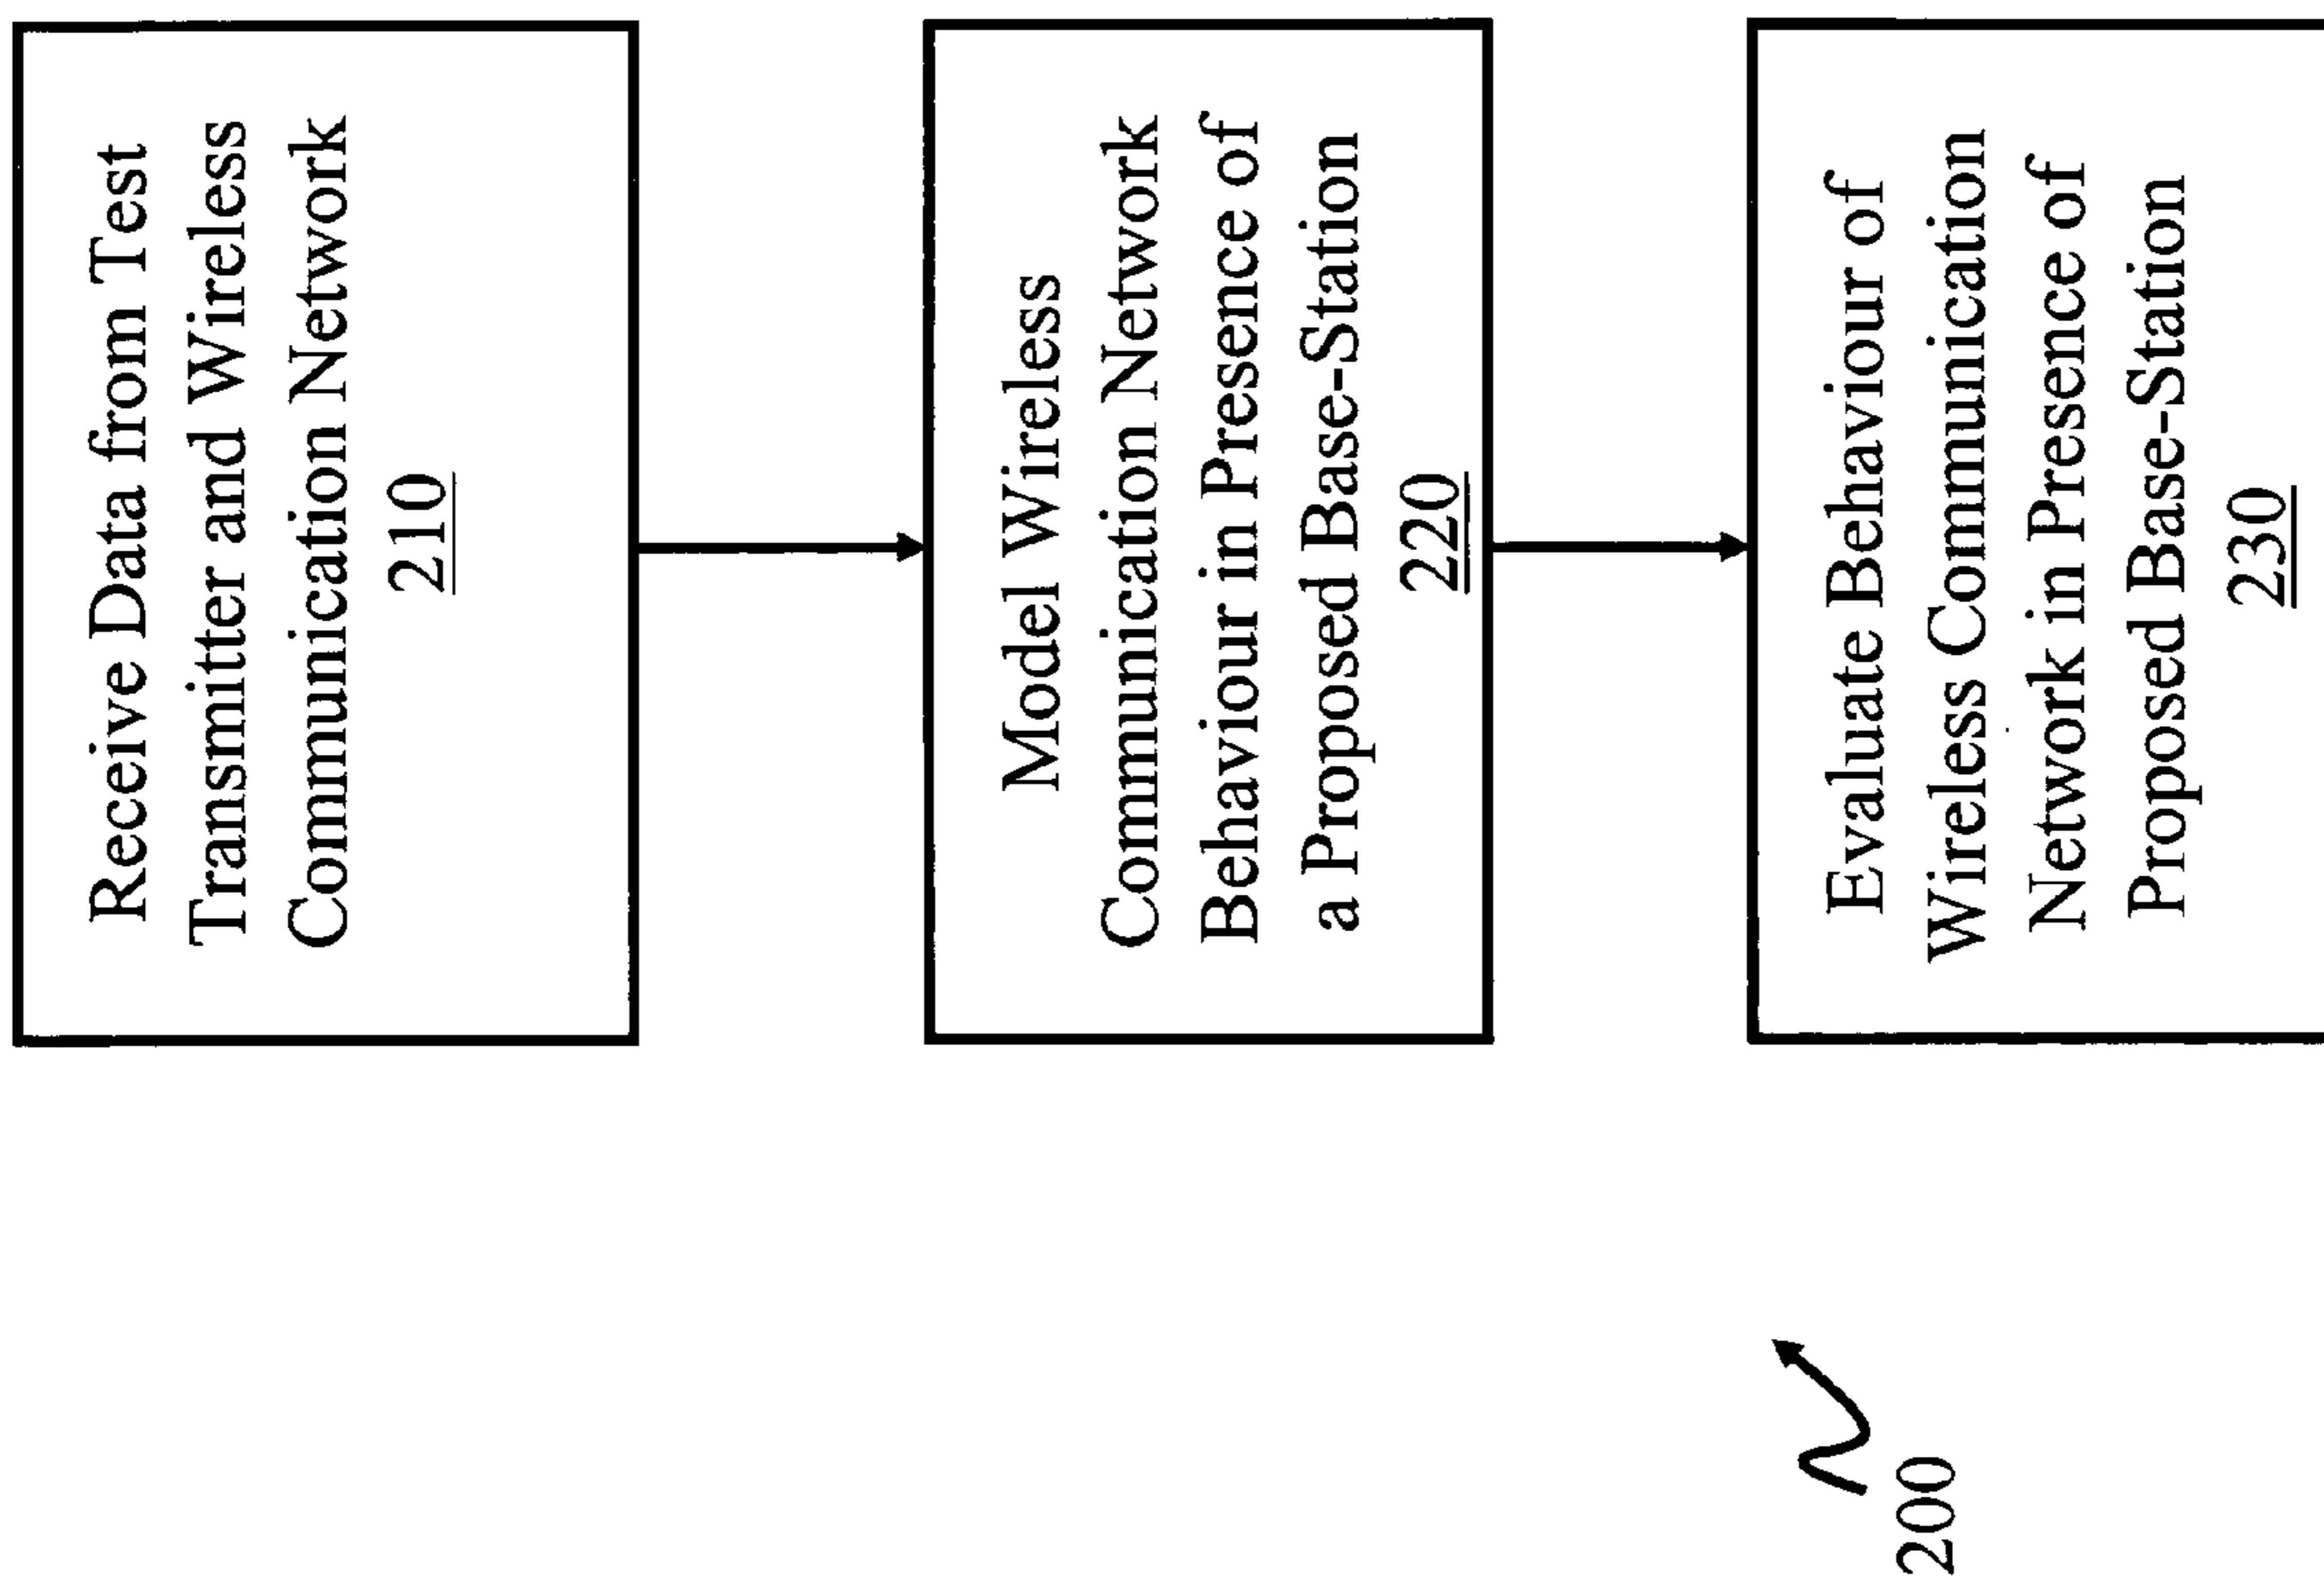 Receive Data from Test
Transmitter and Wireless
Communication Network
210
Model Wireless
Communication Network
Behaviour in Presence of
a Proposed Base-Station
220
Evaluate Behaviour of
Wireless Communication
Network in Presence of
Proposed Base-Station
230
200